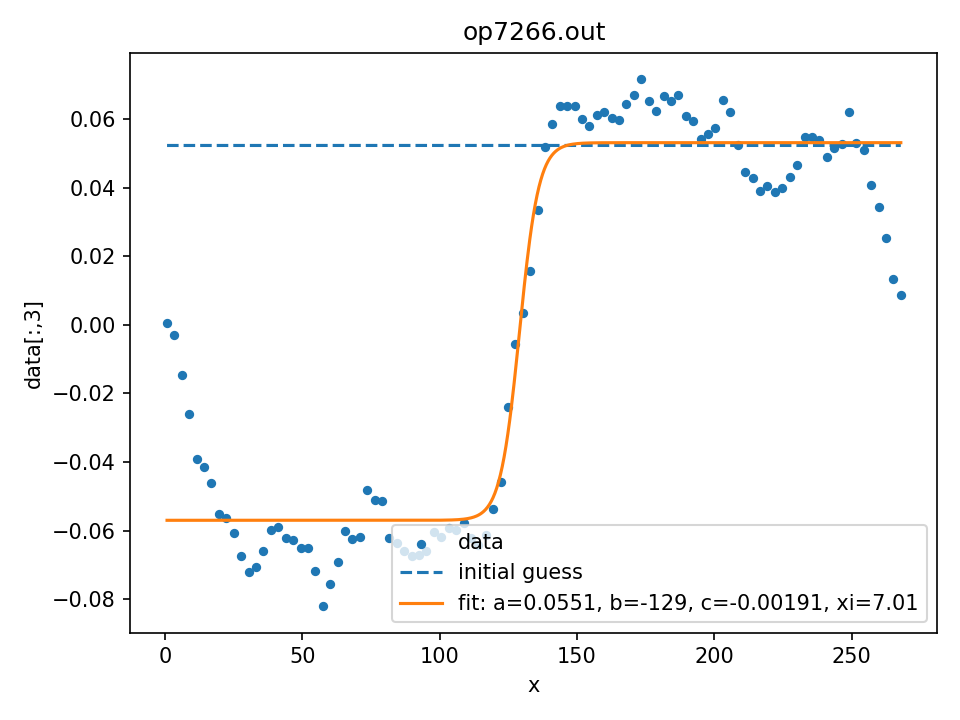 op7266.out
0.06
0.04
0.02
0.00
−0.02
−0.04
−0.06
−0.08
data[:,3]
data
initial guess
fit: a=0.0551, b=-129, c=-0.00191, xi=7.01
0 50 100 150 200 250
x